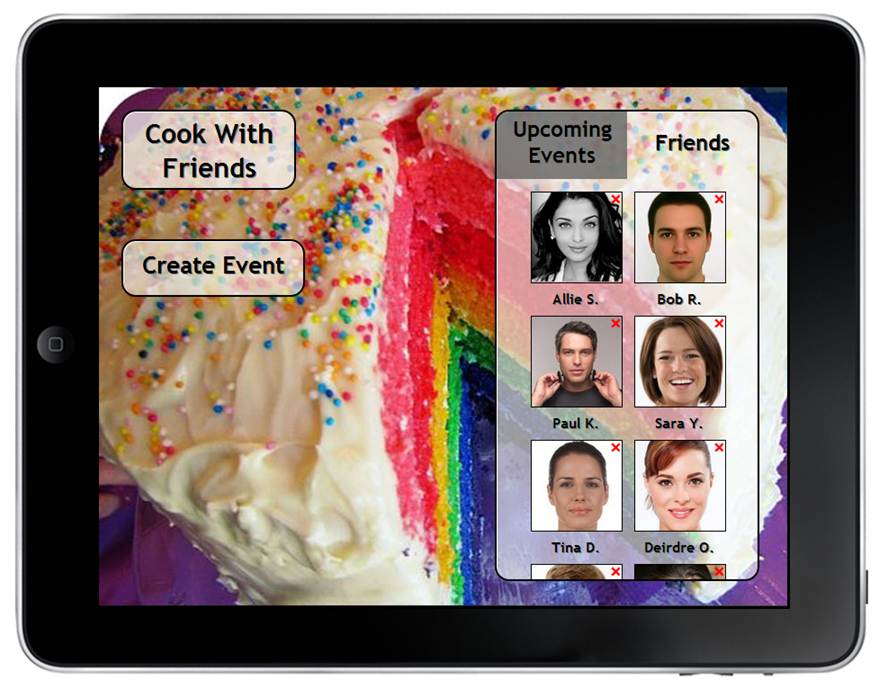 Cook With
Friends
Create Event
Upcoming
Events
Friends
Allie S.
Bob R.
Paul K.
Sara Y.
Tina D.
Deirdre O.